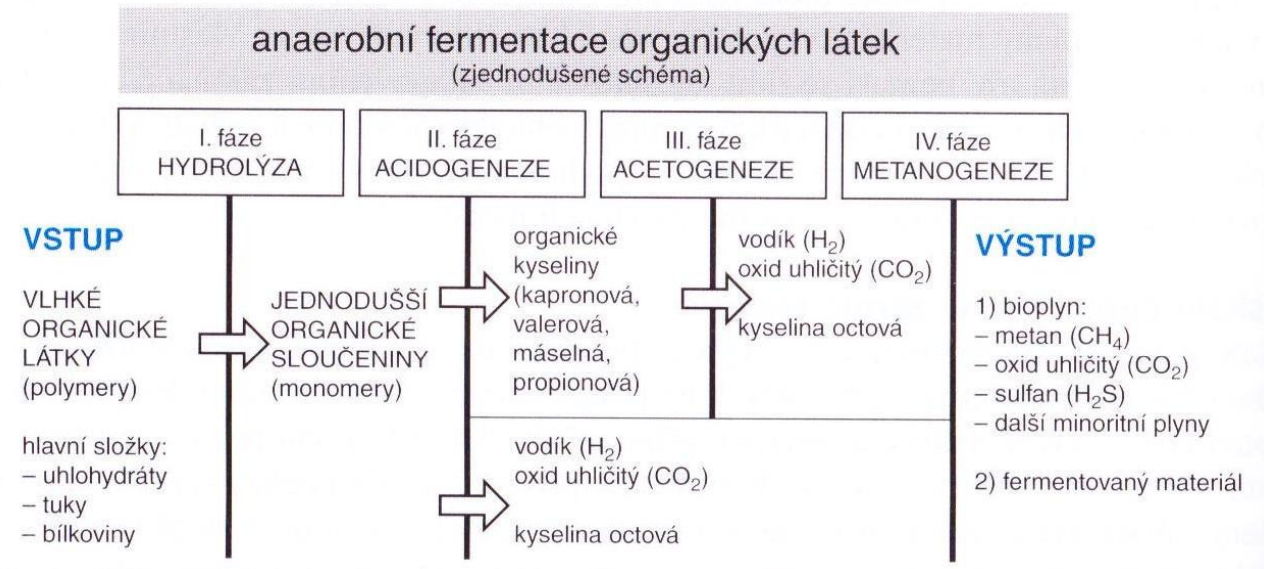 anaerobní fermentace organických látek
(zjednodušené schéma)
I. fáze
HYDROLÝZA
II. fáze
ACIDOGENEZE
III. fáze
ACETOGENEZE
IV. fáze
METANOGENEZE
VSTUP
VLHKÉ
ORGANICKÉ
LÁTKY
(polymery)
hlavní složky:
– uhlohydráty
– tuky
– bílkoviny
JEDNODUŠŠÍ
ORGANICKÉ
SLOUČENINY
(monomery)
organické
kyseliny
(kapronová,
valerová,
máselná,
propionová)
vodík (H₂)
oxid uhličitý (CO₂)
kyselina octová
vodík (H₂)
oxid uhličitý (CO₂)
kyselina octová
VÝSTUP
1) bioplyn:
– metan (CH₄)
– oxid uhličitý (CO₂)
– sulfan (H₂S)
– další minoritní plyny
2) fermentovaný materiál